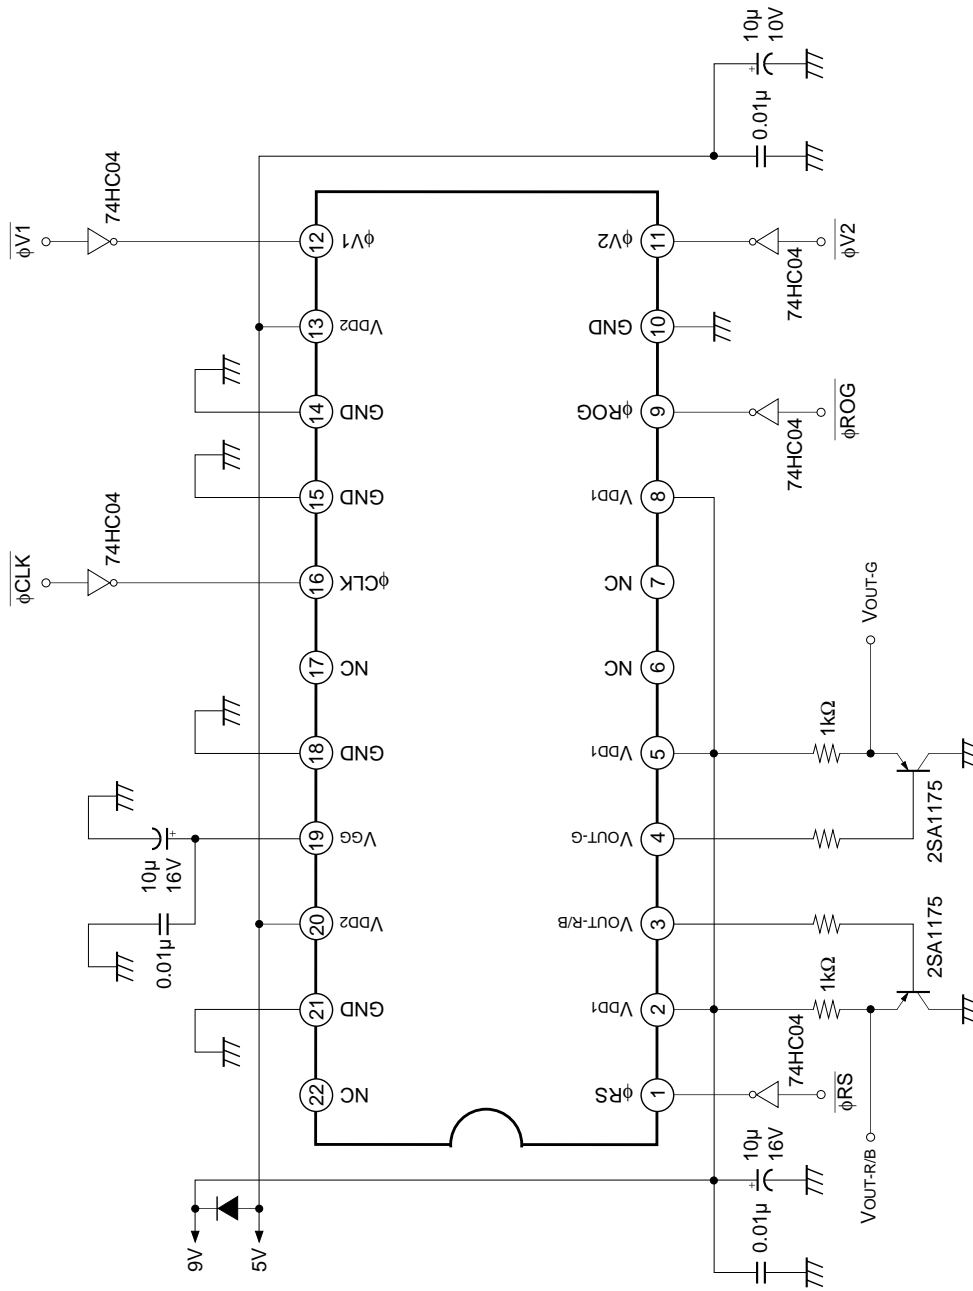 10μ
10V
+
0.01μ
φV1
74HC04
φCLK
74HC04
10μ
16V
+
0.01μ
9V
5V
12
13
14
15
16
17
18
19
20
21
22
φV1
VDD2
GND
GND
φCLK
NC
GND
VGG
VDD2
GND
NC
φV2
GND
φROG
VDD1
NC
NC
VDD1
VOUT-G
VOUT-R/B
VDD1
φRS
11
10
9
8
7
6
5
4
3
2
1
74HC04
φV2
74HC04
φROG
VOUT-G
1kΩ
2SA1175
2SA1175
1kΩ
74HC04
φRS
VOUT-R/B
10μ
16V
+
0.01μ